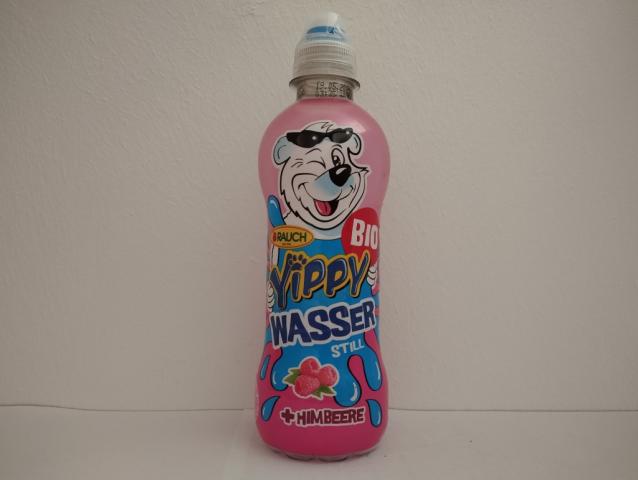 RAUCH
BIO
YIPPY
WASSER
STILL
+ HIMBEERE